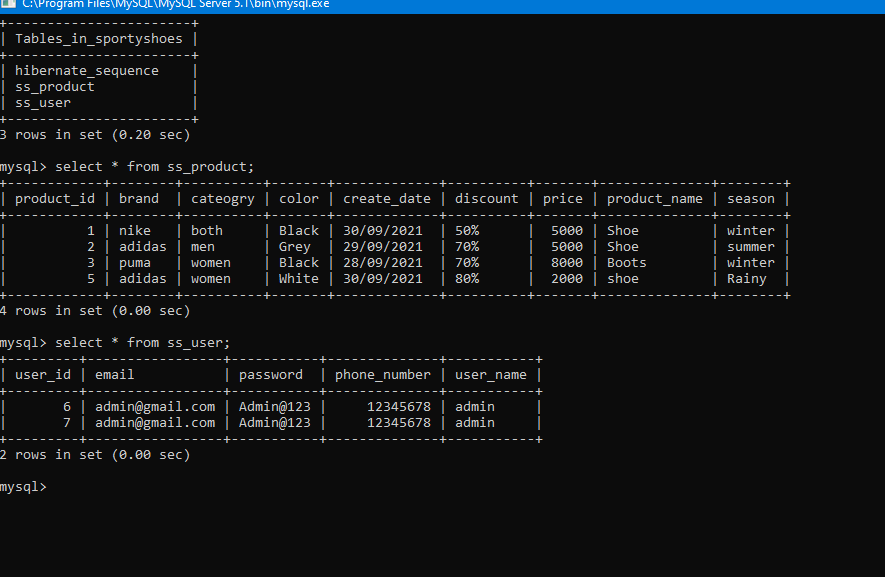 C:\Program Files\MySQL\MySQL Server 5.1\bin\mysql.exe
+-----------------------+
| Tables_in_sportyshoes |
+-----------------------+
| hibernate_sequence    |
| ss_product            |
| ss_user               |
+-----------------------+
3 rows in set (0.20 sec)
mysql> select * from ss_product;
+------------+--------+----------+-------+-------------+----------+-------+--------------+--------+
| product_id | brand  | cateogry | color | create_date | discount | price | product_name | season |
+------------+--------+----------+-------+-------------+----------+-------+--------------+--------+
|          1 | nike   | both     | Black | 30/09/2021  | 50%      |  5000 | Shoe         | winter |
|          2 | adidas | men      | Grey  | 29/09/2021  | 70%      |  5000 | Shoe         | summer |
|          3 | puma   | women    | Black | 28/09/2021  | 70%      |  8000 | Boots        | winter |
|          5 | adidas | women    | White | 30/09/2021  | 80%      |  2000 | shoe         | Rainy  |
+------------+--------+----------+-------+-------------+----------+-------+--------------+--------+
4 rows in set (0.00 sec)
mysql> select * from ss_user;
+---------+-----------------+-----------+--------------+-----------+
| user_id | email           | password  | phone_number | user_name |
+---------+-----------------+-----------+--------------+-----------+
|       6 | admin@gmail.com | Admin@123 |     12345678 | admin     |
|       7 | admin@gmail.com | Admin@123 |     12345678 | admin     |
+---------+-----------------+-----------+--------------+-----------+
2 rows in set (0.00 sec)
mysql>